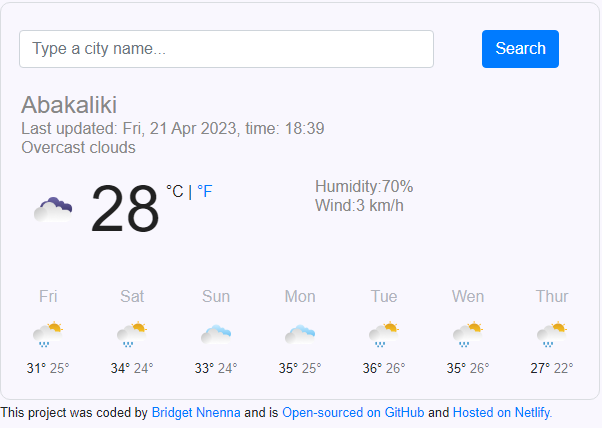 Type a city name...
Search
Abakaliki
Last updated: Fri, 21 Apr 2023, time: 18:39
Overcast clouds
28 °C | °F
Humidity:70%
Wind:3 km/h
Fri Sat Sun Mon Tue Wen Thur
31° 25° 34° 24° 33° 24° 35° 25° 36° 26° 35° 26° 27° 22°
This project was coded by Bridget Nnenna and is Open-sourced on GitHub and Hosted on Netlify.